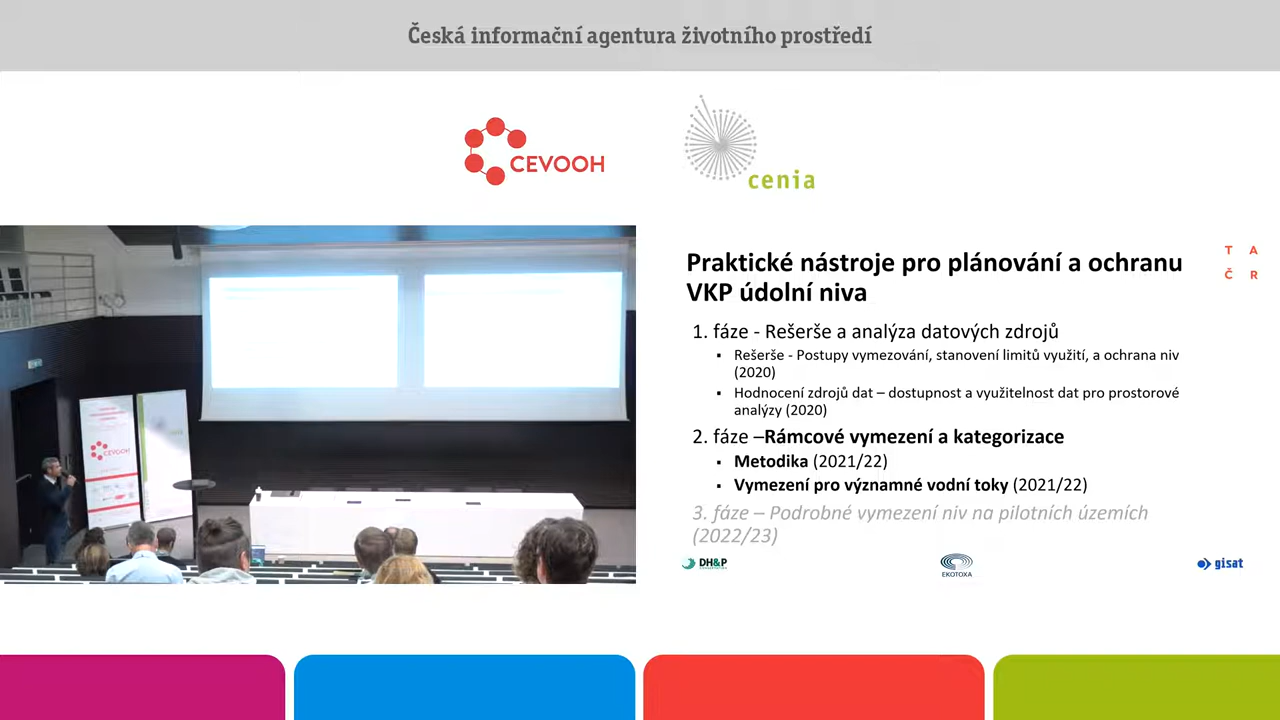 Česká informační agentura životního prostředí
CEVOOH
cenia
Praktické nástroje pro plánování a ochranu
VKP údolní niva
T A
Č R
1. fáze - Rešerše a analýza datových zdrojů
▪ Rešerše - Postupy vymezování, stanovení limitů využití, a ochrana niv
(2020)
▪ Hodnocení zdrojů dat – dostupnost a využitelnost dat pro prostorové
analýzy (2020)
2. fáze –Rámcové vymezení a kategorizace
▪ Metodika (2021/22)
▪ Vymezení pro významné vodní toky (2021/22)
3. fáze – Podrobné vymezení niv na pilotních územích
(2022/23)
DH&P
EKOTOXA
gisat
CEVOOH